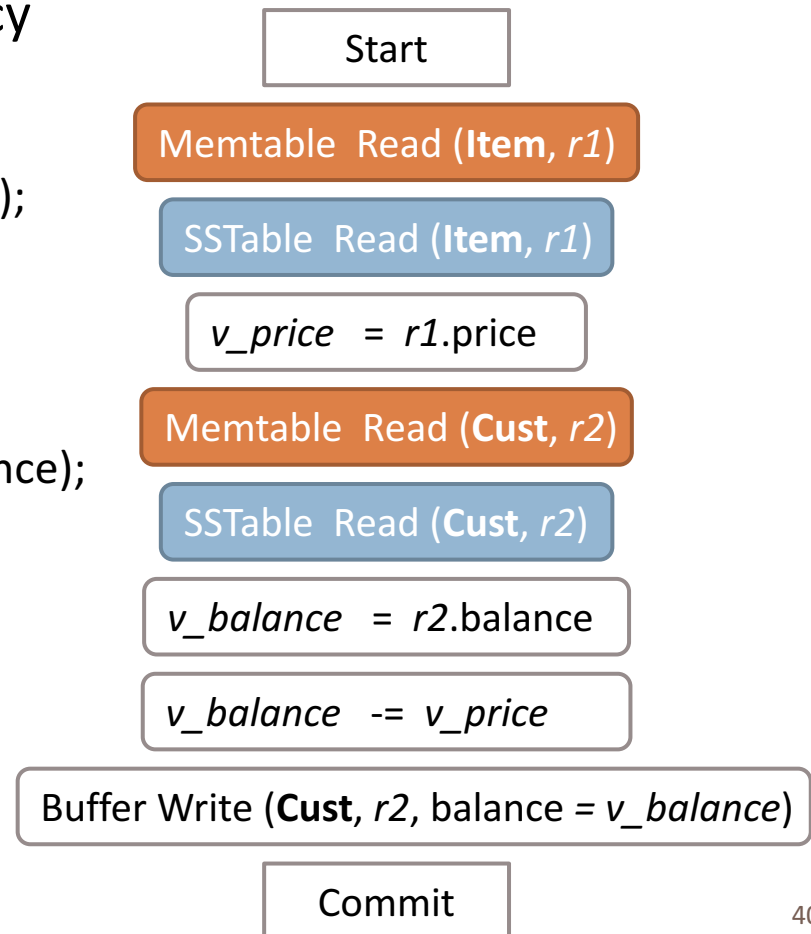 cy
Start
Memtable Read (Item, r1)
);
SSTable Read (Item, r1)
v_price = r1.price
Memtable Read (Cust, r2)
nce);
SSTable Read (Cust, r2)
v_balance = r2.balance
v_balance -= v_price
Buffer Write (Cust, r2, balance = v_balance)
Commit
40